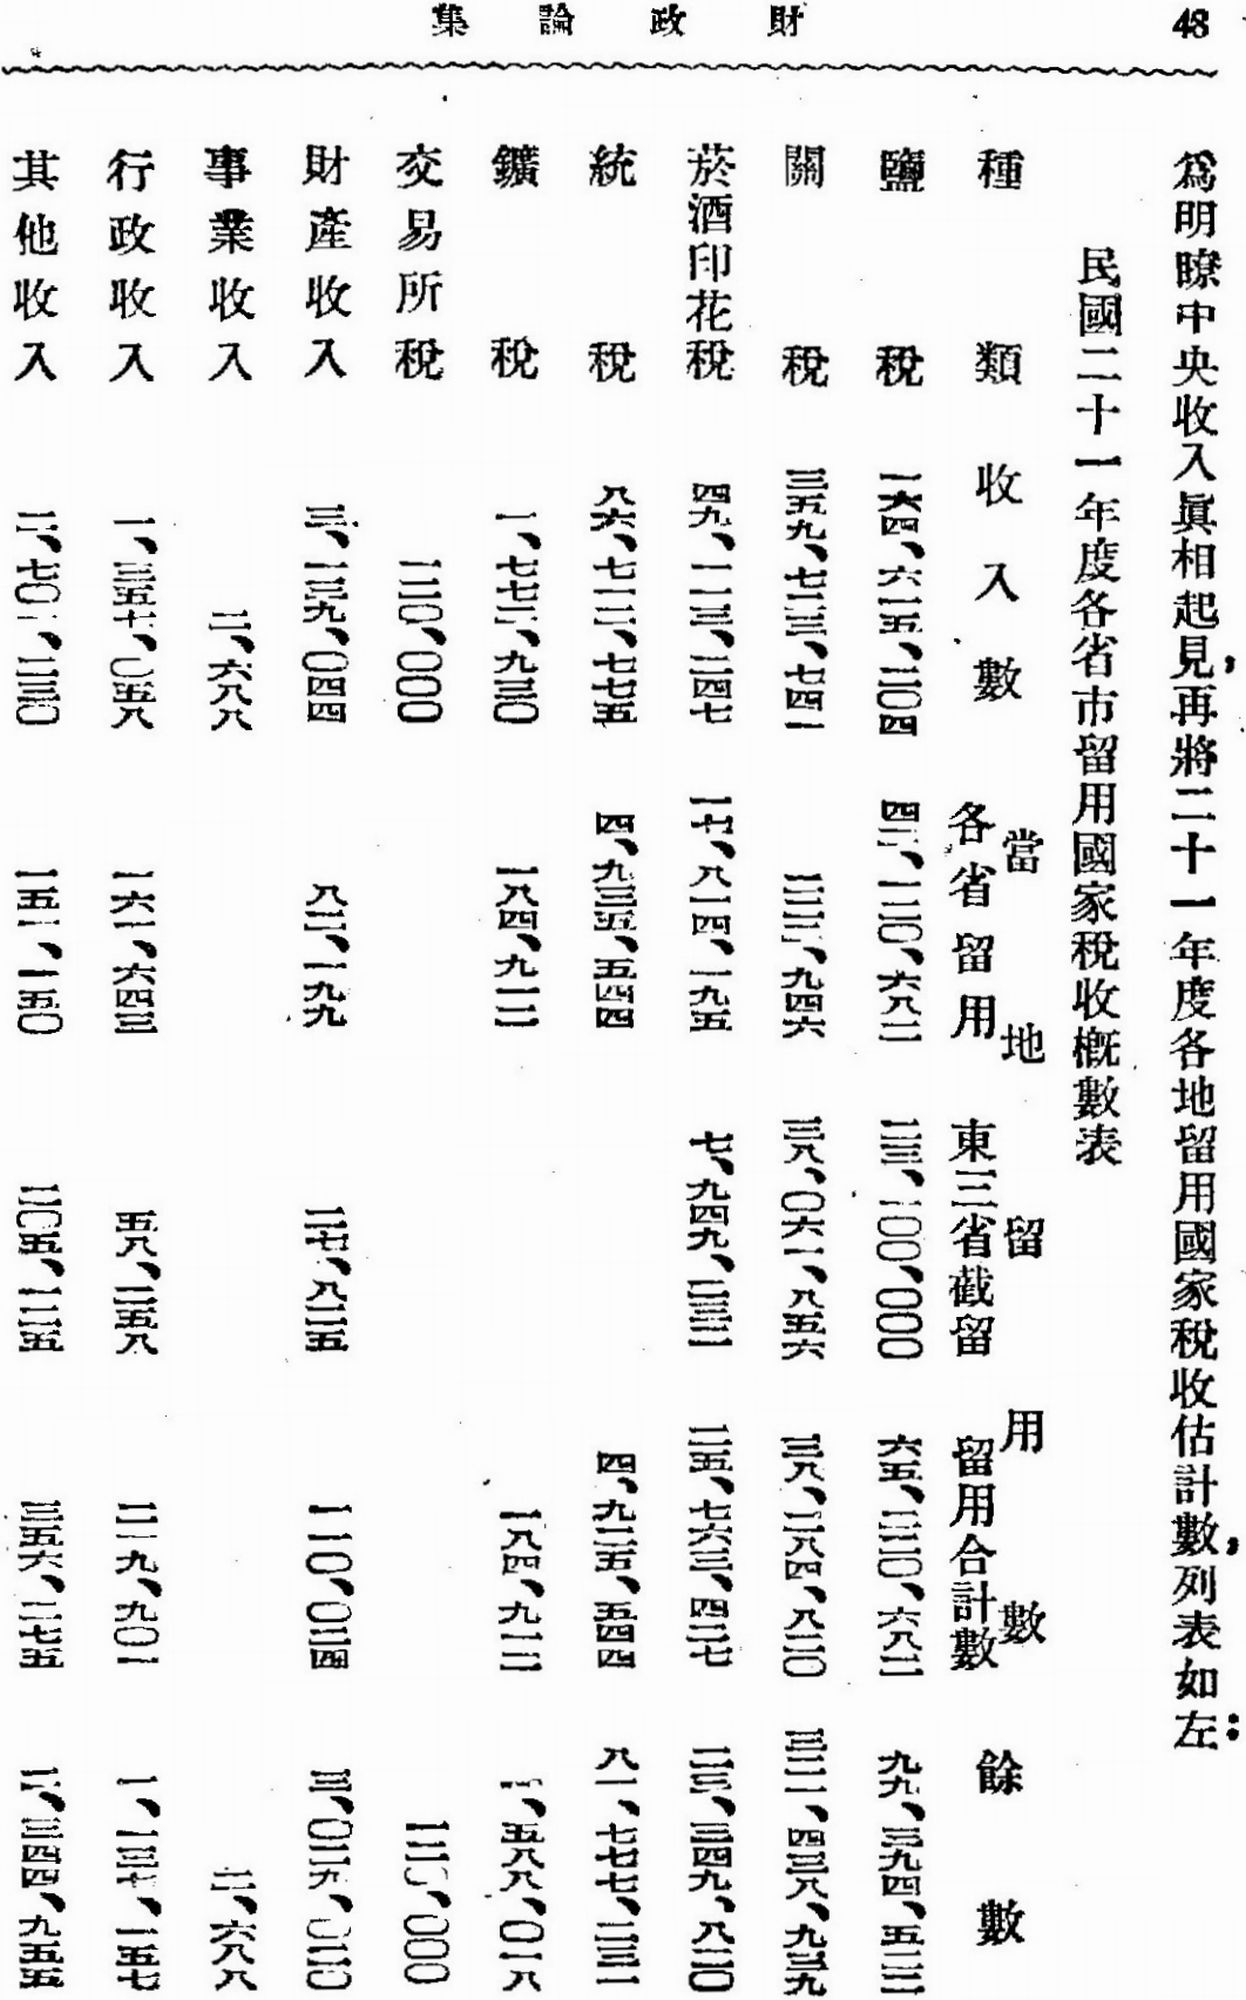 財政論集 48
爲明瞭中央收入眞相起見，再將二十一年度各地留用國家稅收估計數，列表如左：
民國二十一年度各省市留用國家稅收槪數表
種類 收入數 當地留用數 各省留用 東三省截留 留用合計數 餘數
鹽稅 一六四、六一五、二〇四 四二、一二〇、六八二 二三、一〇〇、〇〇〇 六五、二二〇、六八二 九九、三九四、五二二
關稅 三五九、七二三、七四一 二二二、九四六 三八、〇六一、八五六 三八、二八四、八二〇 三二一、四三八、九三九
菸酒印花稅 四九、一一三、二四七 一七、八一四、一九五 七、九四九、二三二 二五、七六三、四二七 二三、三四九、八二〇
統稅 八六、七一二、七七五 四、九三五、五四四 四、九三五、五四四 八一、七七七、二三一
鑛稅 一、七七二、九三〇 一八四、九一二 一八四、九一二 一、五八八、〇一八
交易所稅 一二〇、〇〇〇 一二〇、〇〇〇
財產收入 三、一三九、〇四四 八二、一九九 二七、八二五 一一〇、〇二四 三、〇二九、〇二〇
事業收入 二、六八八 二、六八八
行政收入 一、三五七、〇五八 一六一、六四三 五八、二五八 二一九、九〇一 一、一三七、一五七
其他收入 二、七〇一、二三〇 一五一、一五〇 二〇五、一二五 三五六、二七五 二、三四四、九五五